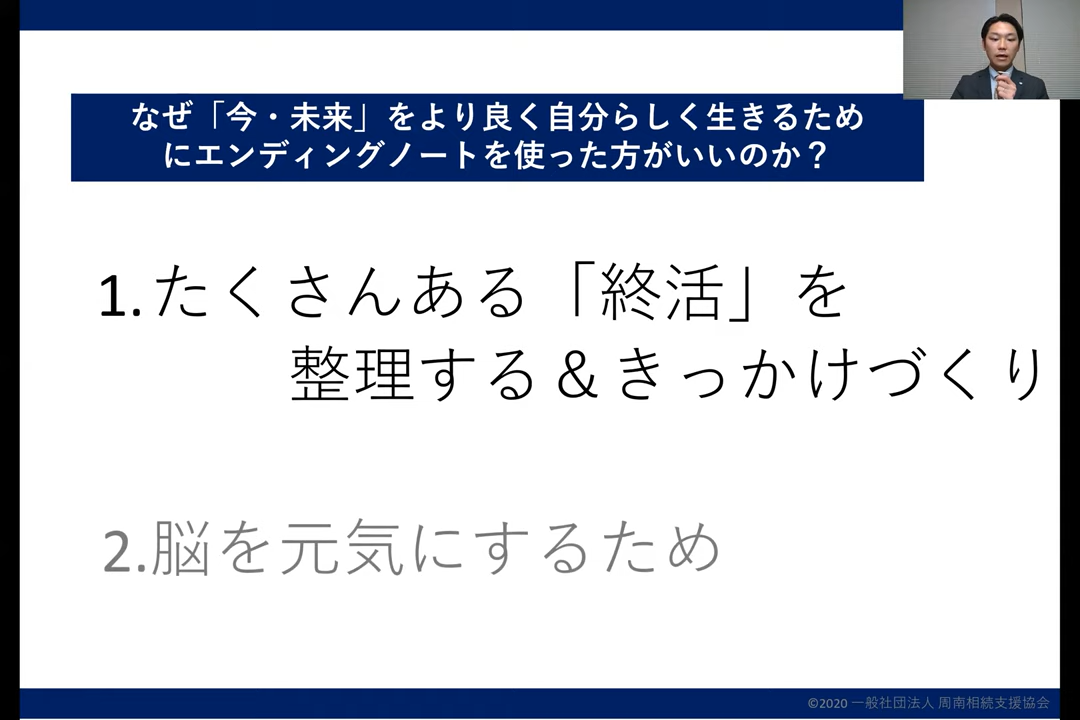 なぜ「今・未来」をより良く自分らしく生きるため
にエンディングノートを使った方がいいのか？
1.たくさんある「終活」を
整理する＆きっかけづくり
2.脳を元気にするため
©2020 一般社団法人 周南相続支援協会